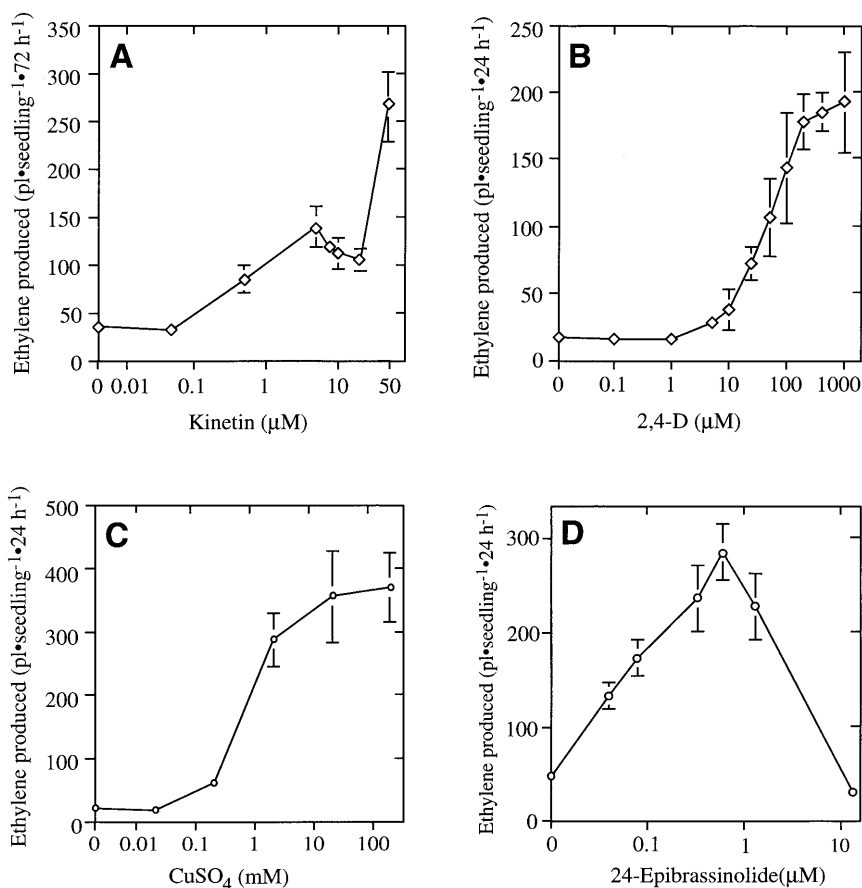 A
Ethylene produced (pl•seedling-1•72 h-1)
350
300
250
200
150
100
50
0
0 0.01 0.1 1 10 50
Kinetin (μM)
B
Ethylene produced (pl•seedling-1•24 h-1)
250
200
150
100
50
0
0 0.1 1 10 100 1000
2,4-D (μM)
C
Ethylene produced (pl•seedling-1•24 h-1)
500
400
300
200
100
0
0 0.01 0.1 1 10 100
CuSO4 (mM)
D
Ethylene produced (pl•seedling-1•24 h-1)
300
200
100
0
0 0.1 1 10
24-Epibrassinolide(μM)